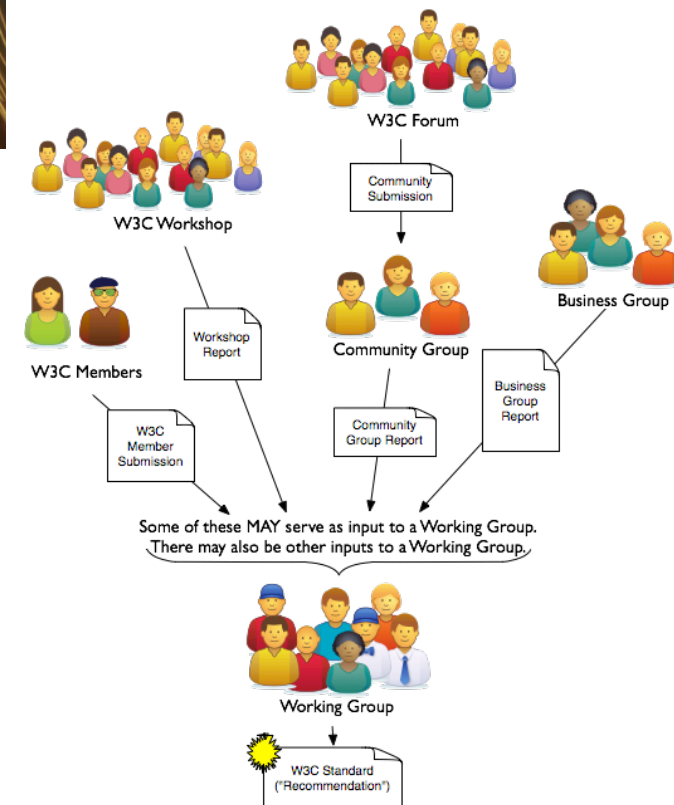 W3C Forum
Community
Submission
W3C Workshop
Business Group
Workshop
Report
Community Group
W3C Members
Business
Group
Report
W3C
Member
Submission
Community
Group Report
Some of these MAY serve as input to a Working Group.
There may also be other inputs to a Working Group.
Working Group
W3C Standard
("Recommendation")